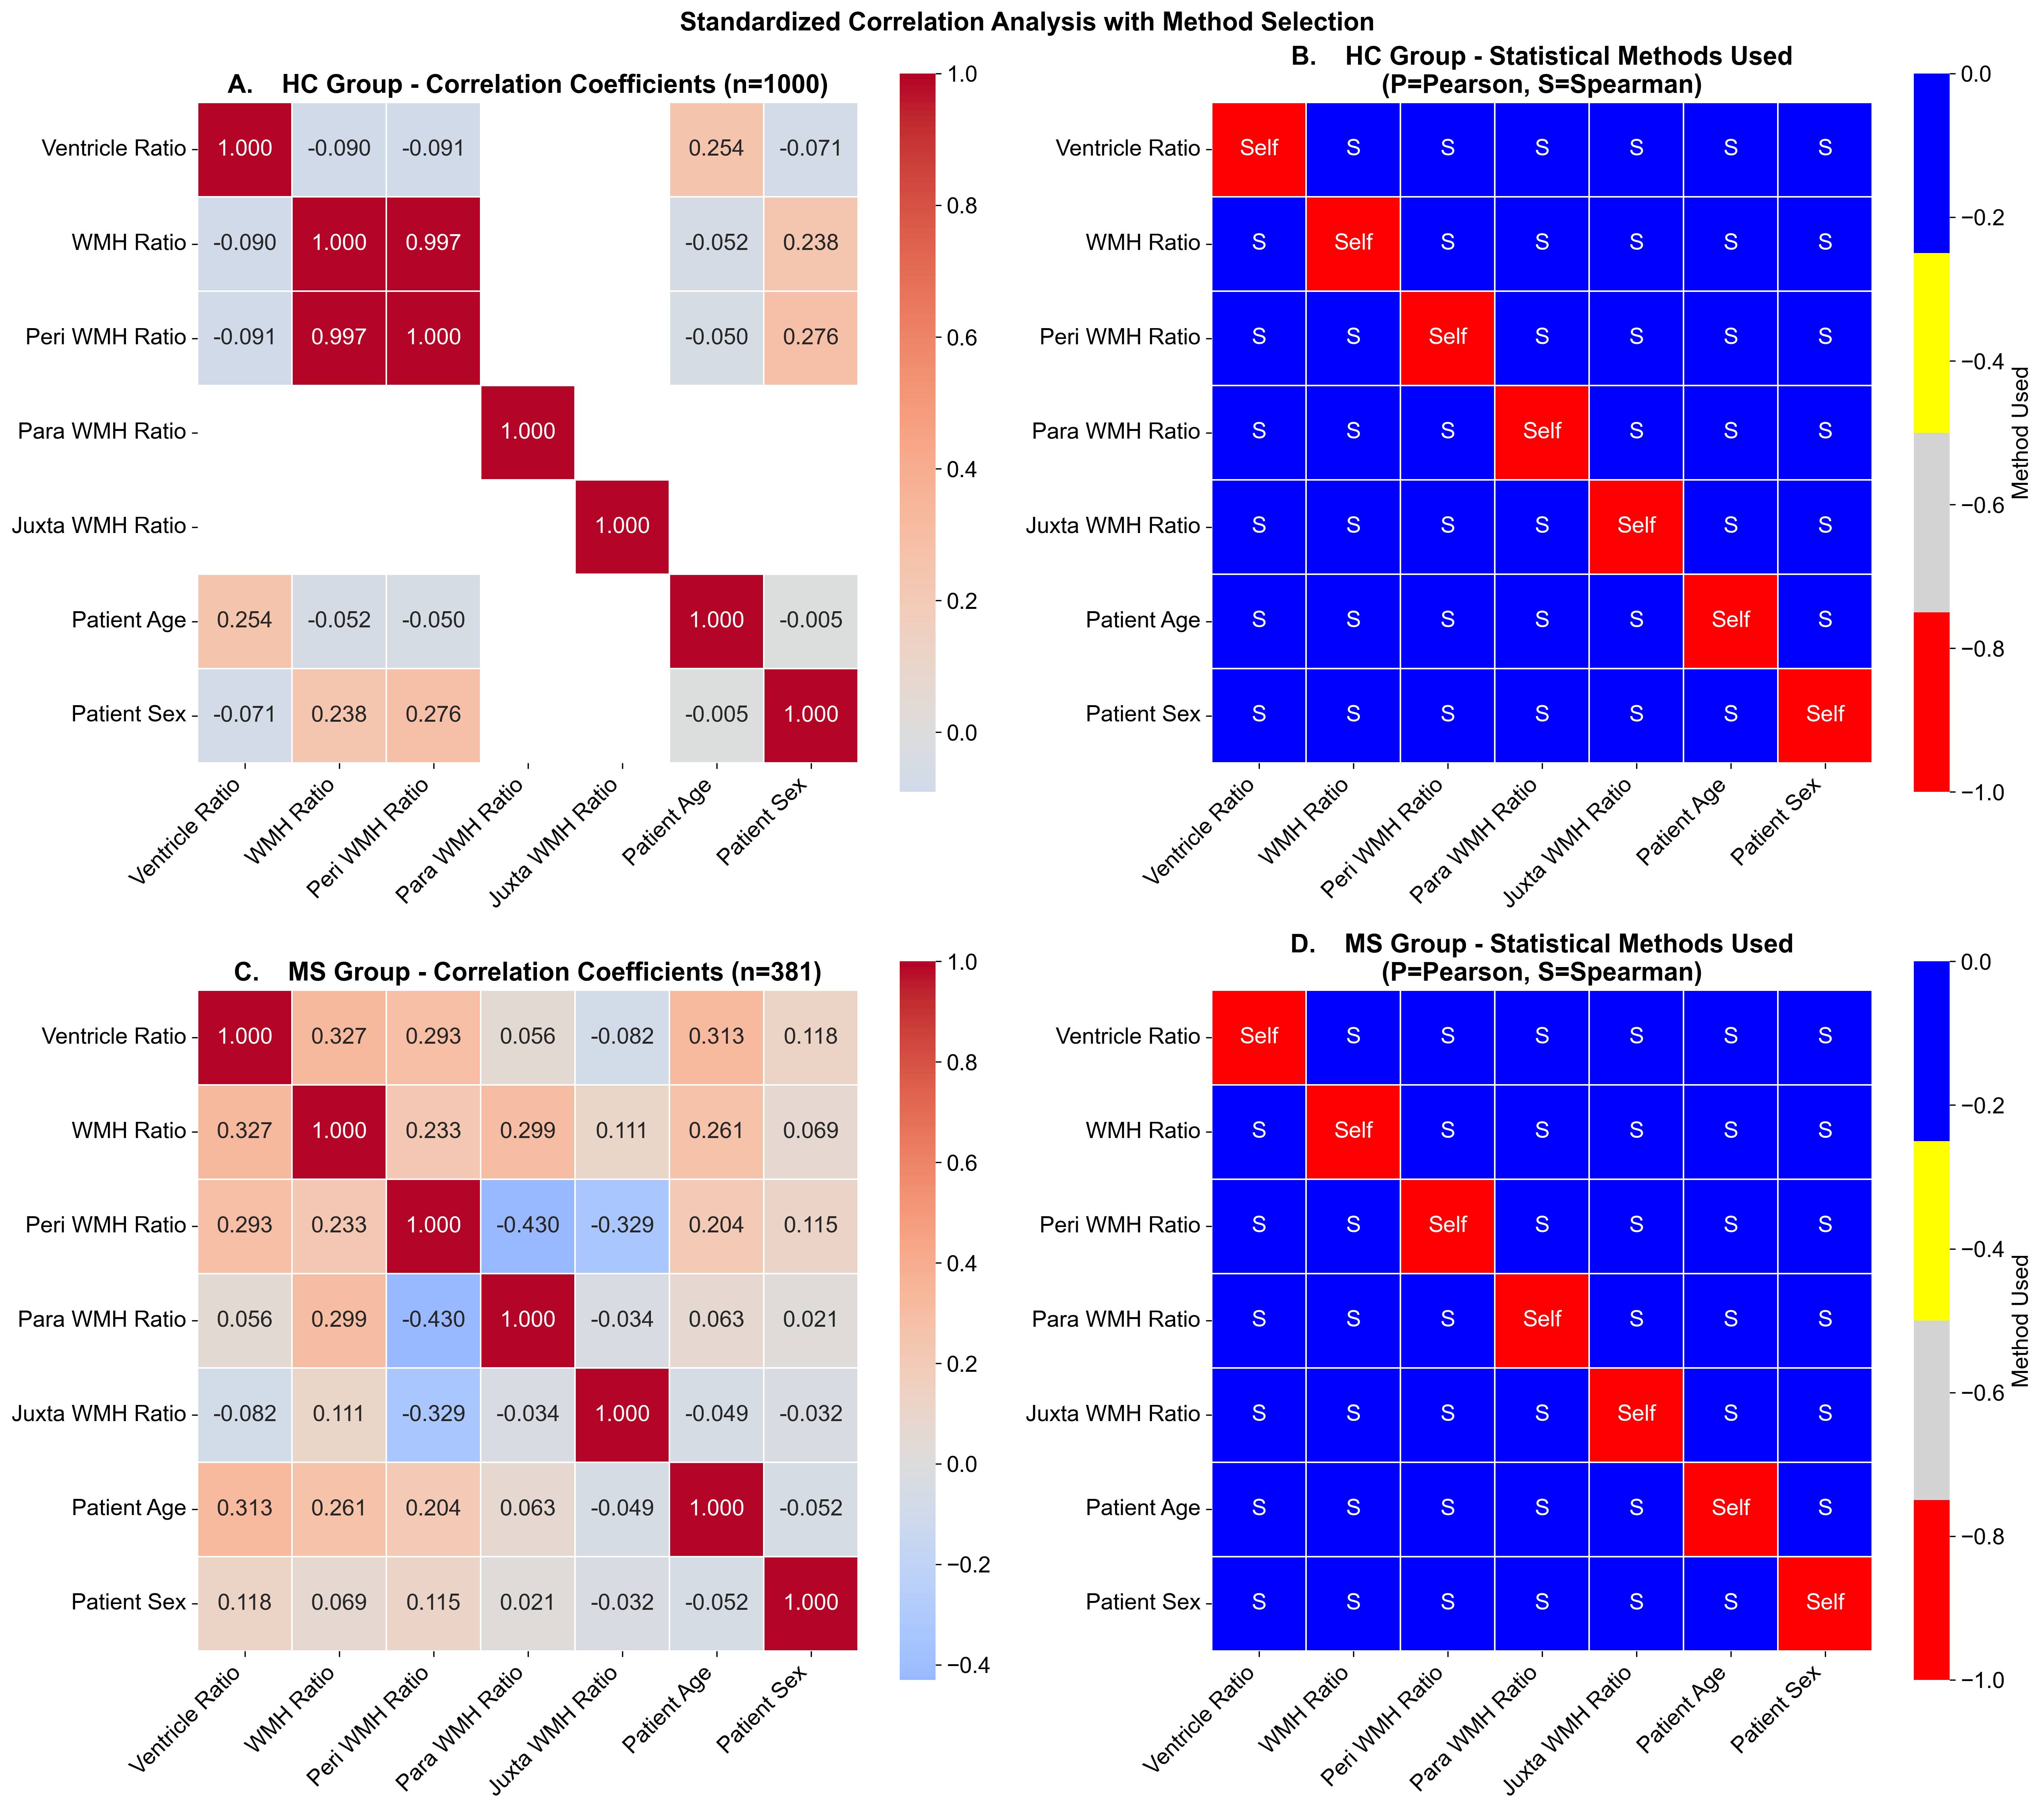 Standardized Correlation Analysis with Method Selection
A. HC Group - Correlation Coefficients (n=1000)
Ventricle Ratio 1.000 -0.090 -0.091 0.254 -0.071
WMH Ratio -0.090 1.000 0.997 -0.052 0.238
Peri WMH Ratio -0.091 0.997 1.000 -0.050 0.276
Para WMH Ratio 1.000
Juxta WMH Ratio 1.000
Patient Age 0.254 -0.052 -0.050 1.000 -0.005
Patient Sex -0.071 0.238 0.276 -0.005 1.000
Ventricle Ratio WMH Ratio Peri WMH Ratio Para WMH Ratio Juxta WMH Ratio Patient Age Patient Sex
1.0
0.8
0.6
0.4
0.2
0.0
B. HC Group - Statistical Methods Used
(P=Pearson, S=Spearman)
Ventricle Ratio Self S S S S S S
WMH Ratio S Self S S S S S
Peri WMH Ratio S S Self S S S S
Para WMH Ratio S S S Self S S S
Juxta WMH Ratio S S S S Self S S
Patient Age S S S S S Self S
Patient Sex S S S S S S Self
Ventricle Ratio WMH Ratio Peri WMH Ratio Para WMH Ratio Juxta WMH Ratio Patient Age Patient Sex
0.0
−0.2
−0.4
−0.6
−0.8
−1.0
Method Used
C. MS Group - Correlation Coefficients (n=381)
Ventricle Ratio 1.000 0.327 0.293 0.056 -0.082 0.313 0.118
WMH Ratio 0.327 1.000 0.233 0.299 0.111 0.261 0.069
Peri WMH Ratio 0.293 0.233 1.000 -0.430 -0.329 0.204 0.115
Para WMH Ratio 0.056 0.299 -0.430 1.000 -0.034 0.063 0.021
Juxta WMH Ratio -0.082 0.111 -0.329 -0.034 1.000 -0.049 -0.032
Patient Age 0.313 0.261 0.204 0.063 -0.049 1.000 -0.052
Patient Sex 0.118 0.069 0.115 0.021 -0.032 -0.052 1.000
Ventricle Ratio WMH Ratio Peri WMH Ratio Para WMH Ratio Juxta WMH Ratio Patient Age Patient Sex
1.0
0.8
0.6
0.4
0.2
0.0
−0.2
−0.4
D. MS Group - Statistical Methods Used
(P=Pearson, S=Spearman)
Ventricle Ratio Self S S S S S S
WMH Ratio S Self S S S S S
Peri WMH Ratio S S Self S S S S
Para WMH Ratio S S S Self S S S
Juxta WMH Ratio S S S S Self S S
Patient Age S S S S S Self S
Patient Sex S S S S S S Self
Ventricle Ratio WMH Ratio Peri WMH Ratio Para WMH Ratio Juxta WMH Ratio Patient Age Patient Sex
0.0
−0.2
−0.4
−0.6
−0.8
−1.0
Method Used